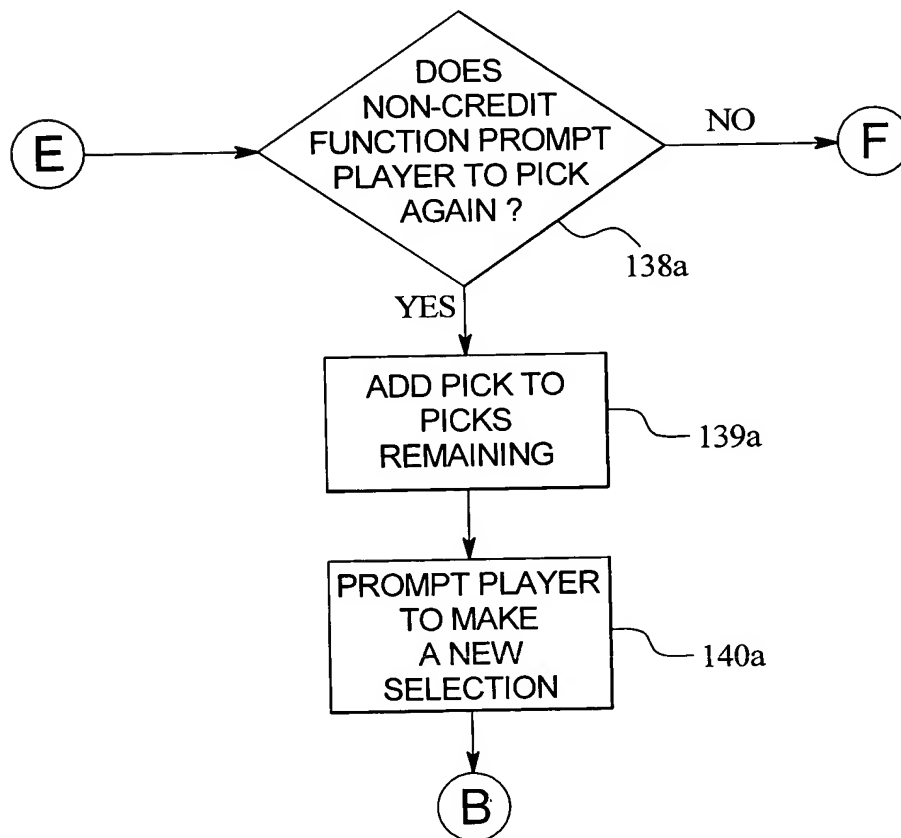 DOES
NON-CREDIT
FUNCTION PROMPT
PLAYER TO PICK
AGAIN ?
E
NO
F
138a
YES
ADD PICK TO
PICKS
REMAINING
139a
PROMPT PLAYER
TO MAKE
A NEW
SELECTION
140a
B